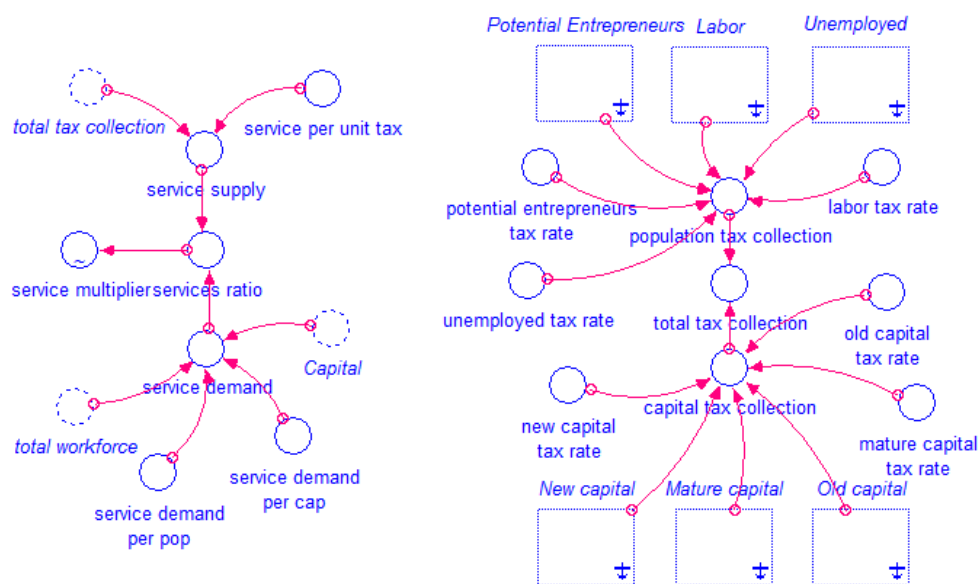 total tax collection
service per unit tax
service supply
~
service multiplier
services ratio
service demand
Capital
total workforce
service demand
per pop
service demand
per cap
Potential Entrepreneurs
Labor
Unemployed
potential entrepreneurs
tax rate
population tax collection
labor tax rate
unemployed tax rate
total tax collection
old capital
tax rate
new capital
tax rate
capital tax collection
mature capital
tax rate
New capital
Mature capital
Old capital